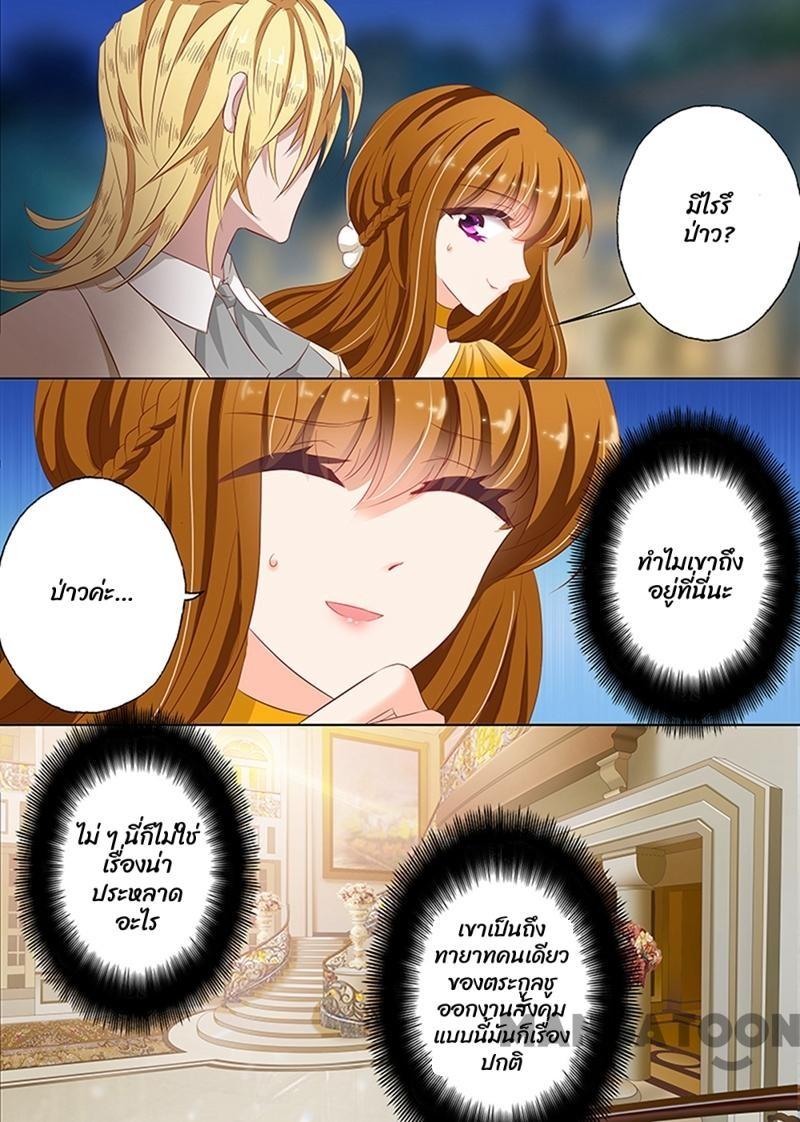 มีไรรึ
ป่าว?
ป่าวค่ะ...
ทำไมเขาถึง
อยู่ที่นี่นะ
ไม่ ๆ นี่ก็ไม่ใช่
เรื่องน่า
ประหลาด
อะไร
เขาเป็นถึง
ทายาทคนเดียว
ของตระกูลชู
ออกงานสังคม
แบบนี้มันก็เรื่อง
ปกติ
MANGATOON